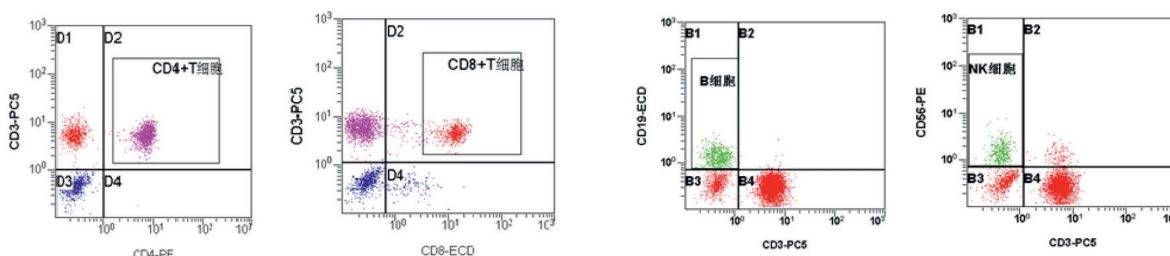 CD3-PC5
10³
10²
10¹
10⁰
D1
D2
CD4+T细胞
D3
D4
10⁰
10¹
10²
10³
CD4-PE
CD3-PC5
10³
10²
10¹
10⁰
D2
CD8+T细胞
D4
10⁰
10¹
10²
10³
CD8-ECD
CD19-ECD
10³
10²
10¹
10⁰
B1
B2
B细胞
B3
B4
10⁰
10¹
10²
10³
CD3-PC5
CD56-PE
10³
10²
10¹
10⁰
B1
B2
NK细胞
B3
B4
10⁰
10¹
10²
10³
CD3-PC5